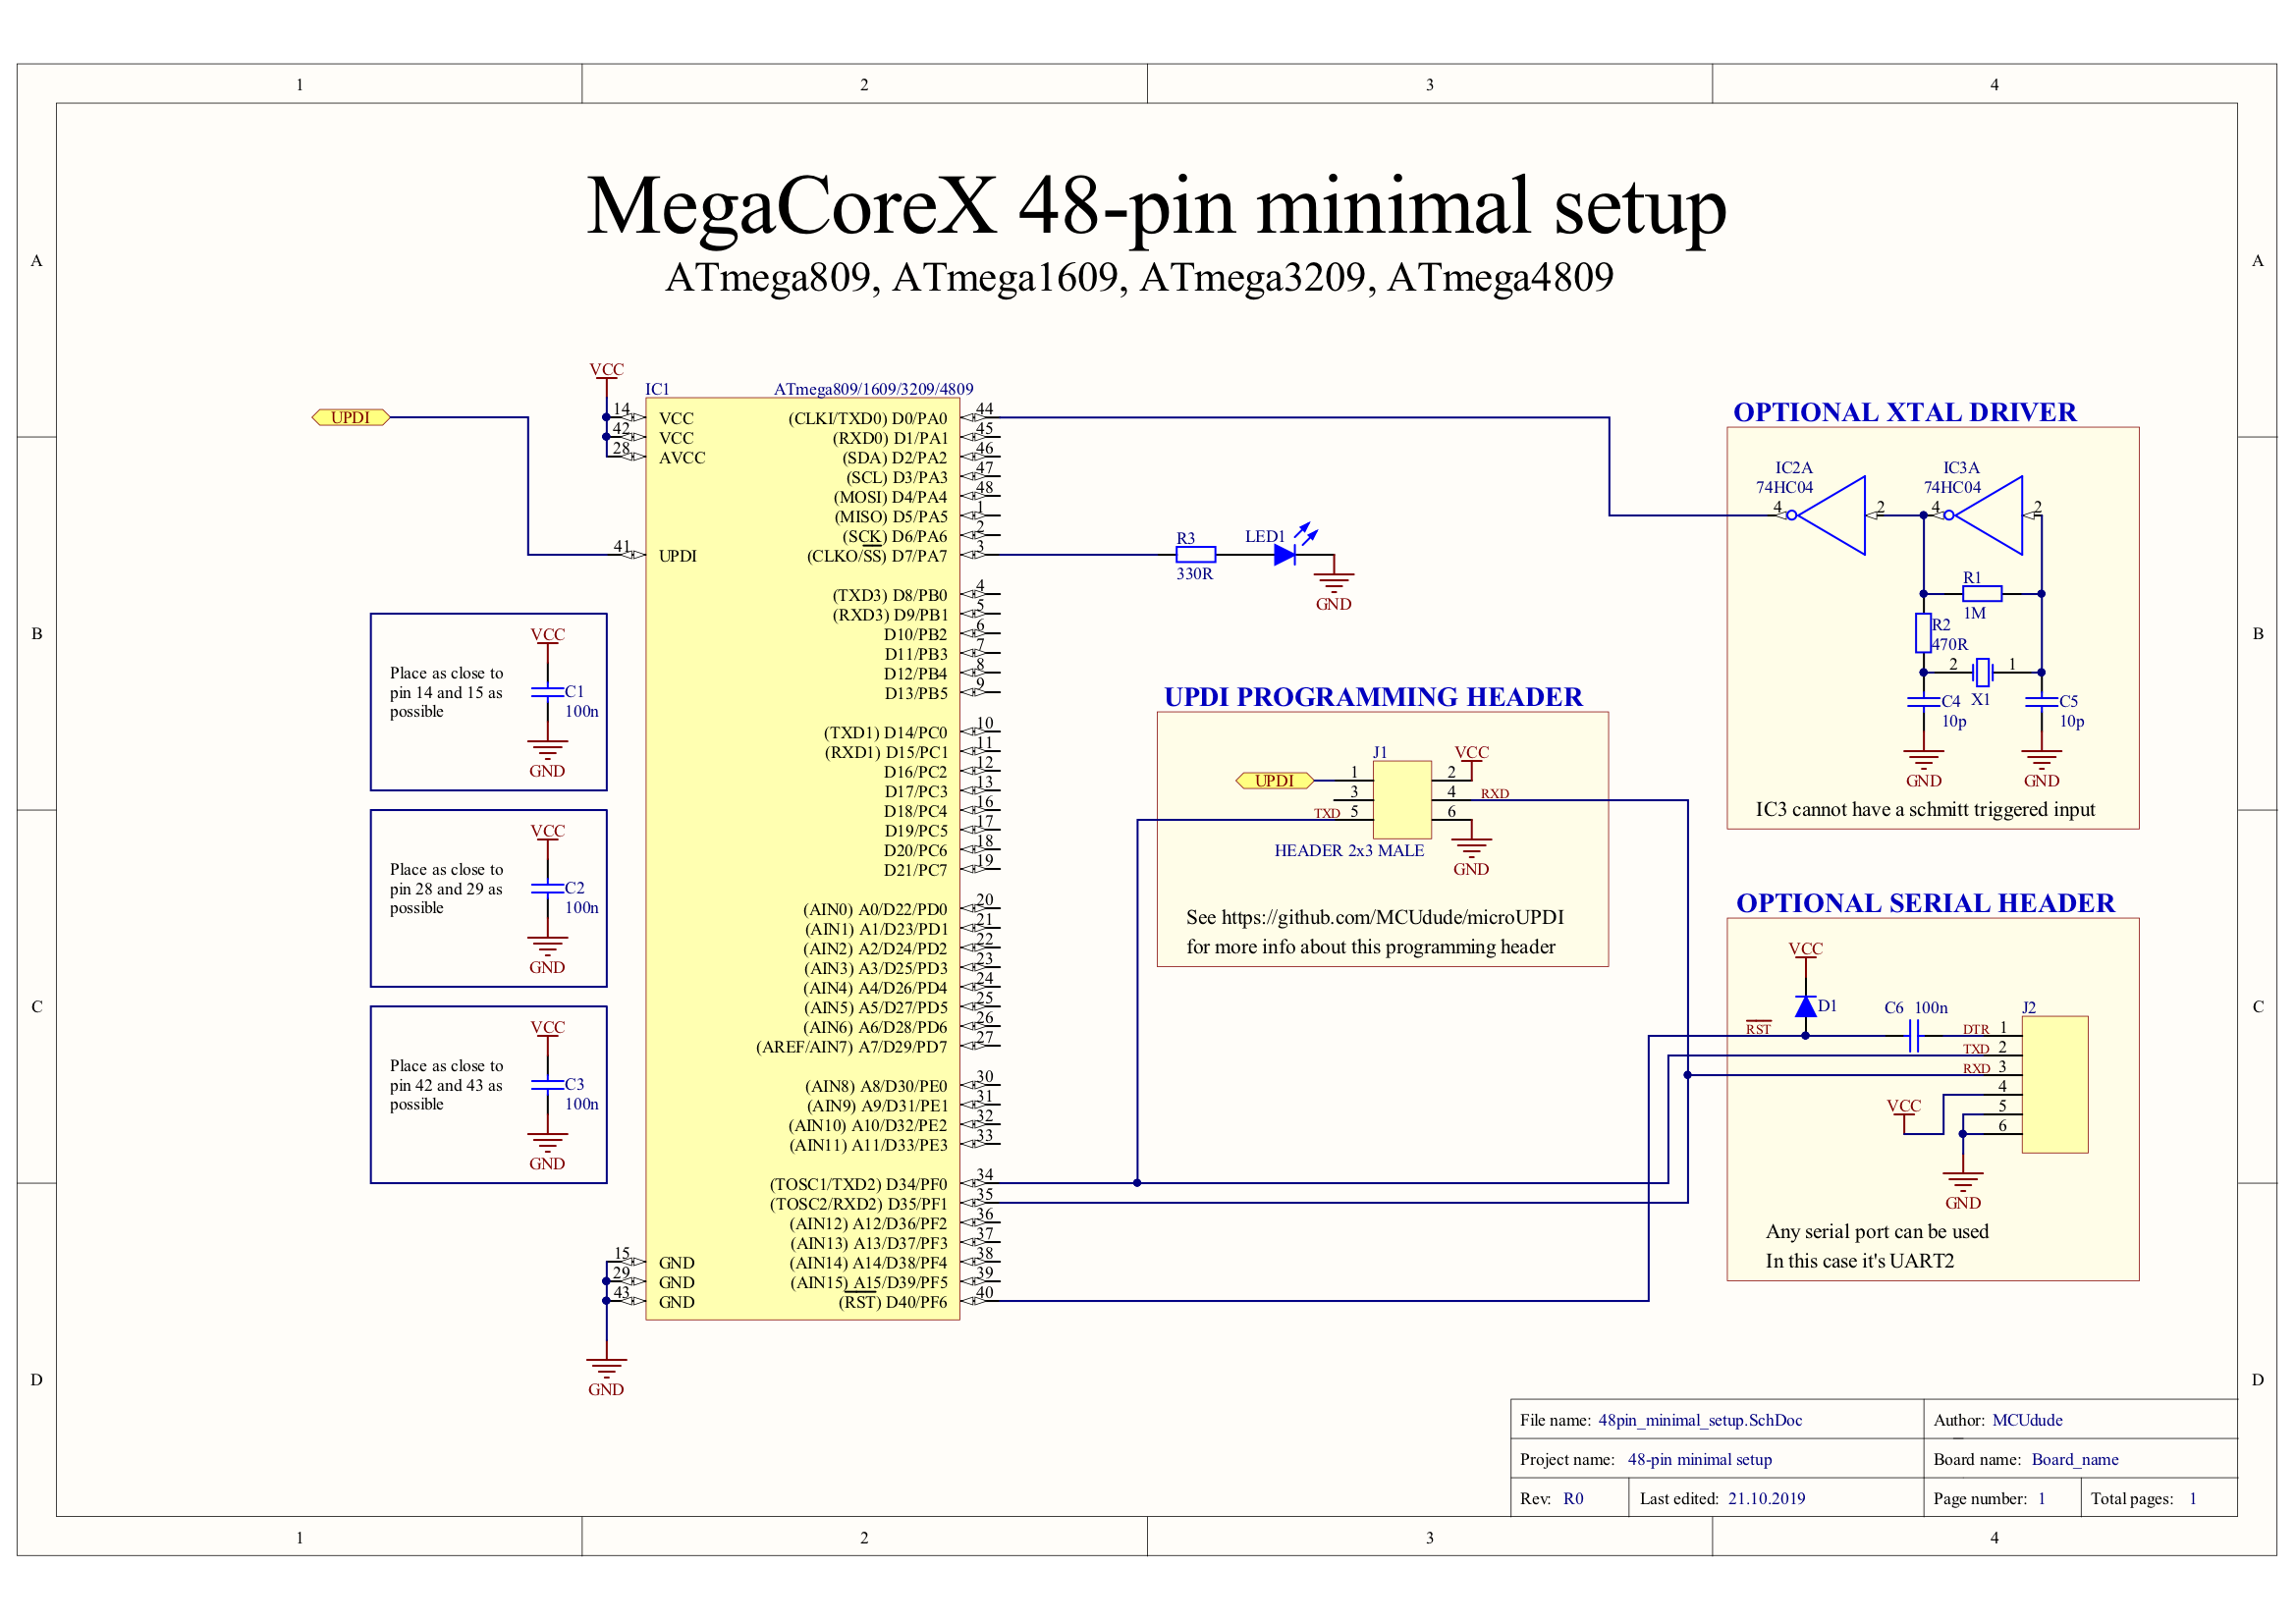 1 2 3 4
A A
B B
C C
D D
MegaCoreX 48-pin minimal setup
ATmega809, ATmega1609, ATmega3209, ATmega4809
UPDI
VCC
IC1 ATmega809/1609/3209/4809
14 VCC
42 VCC
28 AVCC
41 UPDI
15 GND
29 GND
43 GND
GND
(CLKI/TXD0) D0/PA0 44
(RXD0) D1/PA1 45
(SDA) D2/PA2 46
(SCL) D3/PA3 47
(MOSI) D4/PA4 48
(MISO) D5/PA5 1
(SCK) D6/PA6 2
(CLKO/SS) D7/PA7 3
(TXD3) D8/PB0 4
(RXD3) D9/PB1 5
D10/PB2 6
D11/PB3 7
D12/PB4 8
D13/PB5 9
(TXD1) D14/PC0 10
(RXD1) D15/PC1 11
D16/PC2 12
D17/PC3 13
D18/PC4 16
D19/PC5 17
D20/PC6 18
D21/PC7 19
(AIN0) A0/D22/PD0 20
(AIN1) A1/D23/PD1 21
(AIN2) A2/D24/PD2 22
(AIN3) A3/D25/PD3 23
(AIN4) A4/D26/PD4 24
(AIN5) A5/D27/PD5 25
(AIN6) A6/D28/PD6 26
(AREF/AIN7) A7/D29/PD7 27
(AIN8) A8/D30/PE0 30
(AIN9) A9/D31/PE1 31
(AIN10) A10/D32/PE2 32
(AIN11) A11/D33/PE3 33
(TOSC1/TXD2) D34/PF0 34
(TOSC2/RXD2) D35/PF1 35
(AIN12) A12/D36/PF2 36
(AIN13) A13/D37/PF3 37
(AIN14) A14/D38/PF4 38
(AIN15) A15/D39/PF5 39
(RST) D40/PF6 40
Place as close to
pin 14 and 15 as
possible
VCC
C1
100n
GND
Place as close to
pin 28 and 29 as
possible
VCC
C2
100n
GND
Place as close to
pin 42 and 43 as
possible
VCC
C3
100n
GND
R3
330R
LED1
GND
UPDI PROGRAMMING HEADER
J1
VCC
UPDI 1 2
3 4 RXD
TXD 5 6
HEADER 2x3 MALE
GND
See https://github.com/MCUdude/microUPDI
for more info about this programming header
OPTIONAL XTAL DRIVER
IC2A IC3A
74HC04 74HC04
4 2 4 2
R1
1M
R2
470R
2 1
X1
C4
10p
C5
10p
GND GND
IC3 cannot have a schmitt triggered input
OPTIONAL SERIAL HEADER
VCC
D1
C6 100n
J2
RST
DTR 1
TXD 2
RXD 3
4
5
6
VCC
GND
Any serial port can be used
In this case it's UART2
File name: 48pin_minimal_setup.SchDoc Author: MCUdude
Project name: 48-pin minimal setup Board name: Board_name
Rev: R0 Last edited: 21.10.2019 Page number: 1 Total pages: 1
1 2 3 4